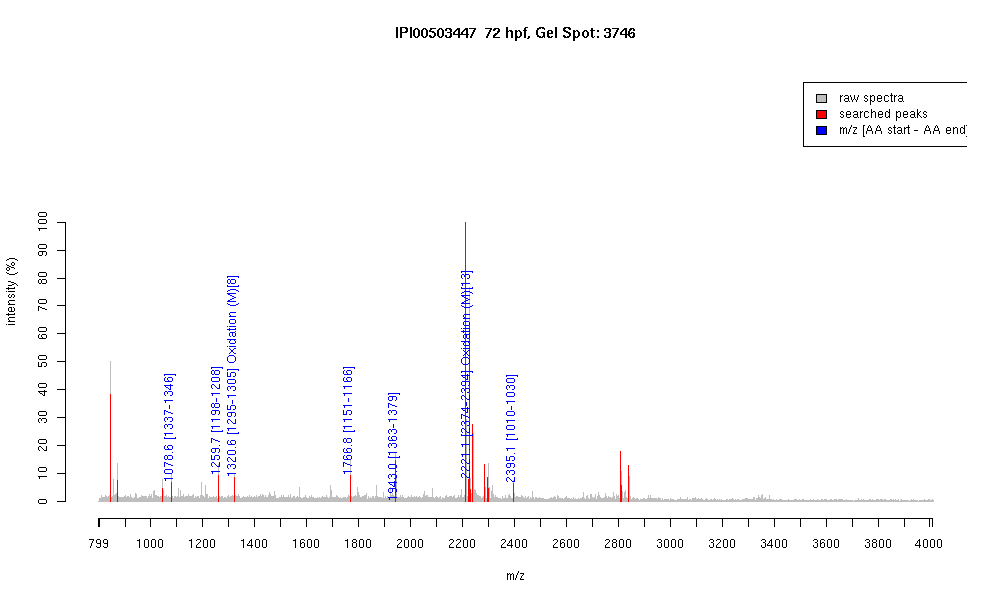 IPI00503447  72 hpf, Gel Spot: 3746
raw spectra
searched peaks
m/z [AA start - AA end]
intensity (%)
100
90
80
70
60
50
40
30
20
10
0
1078.6 [1337-1346]
1259.7 [1198-1208]
1320.6 [1295-1305] Oxidation (M)[8]
1766.8 [1151-1166]
1943.0 [1363-1379]
2221.1 [2374-2394] Oxidation (M)[13]
2395.1 [1010-1030]
799 1000 1200 1400 1600 1800 2000 2200 2400 2600 2800 3000 3200 3400 3600 3800 4000
m/z